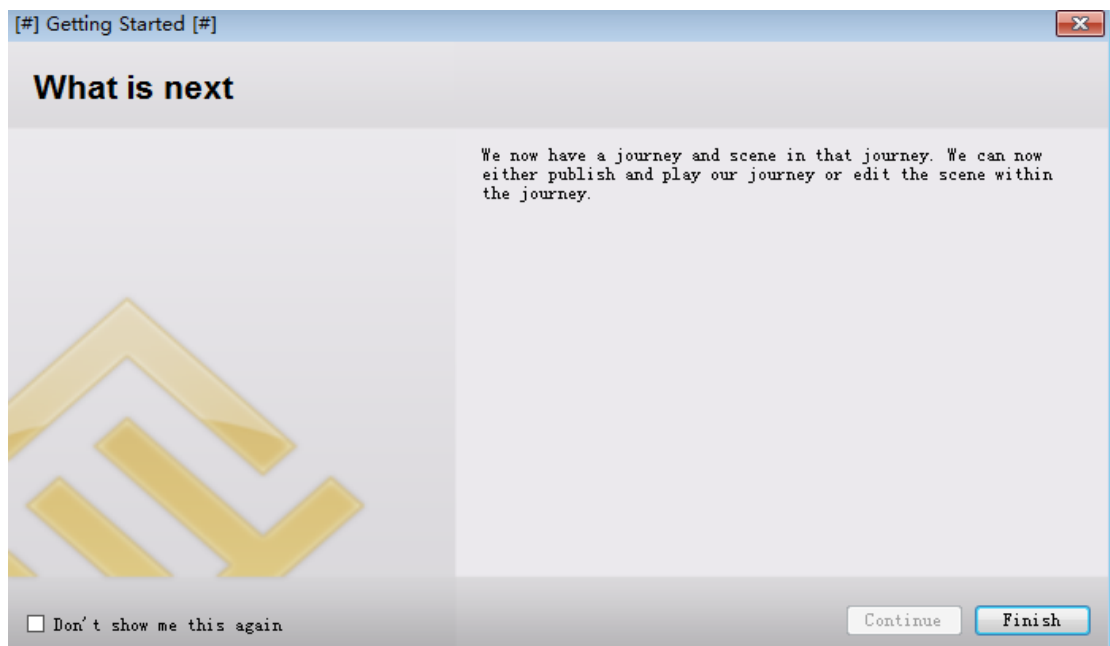 [#] Getting Started [#]
What is next
We now have a journey and scene in that journey. We can now
either publish and play our journey or edit the scene within
the journey.
Don't show me this again
Continue
Finish